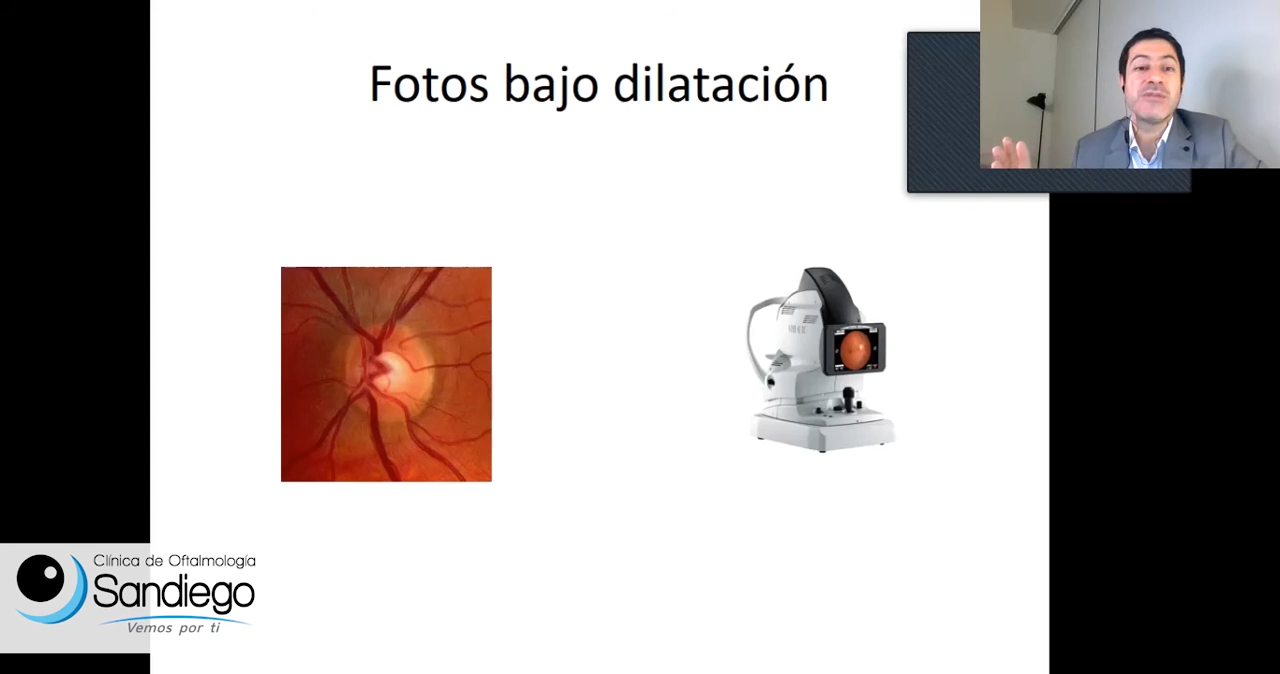 Fotos bajo dilatación
Clínica de Oftalmología
Sandiego
Vemos por ti